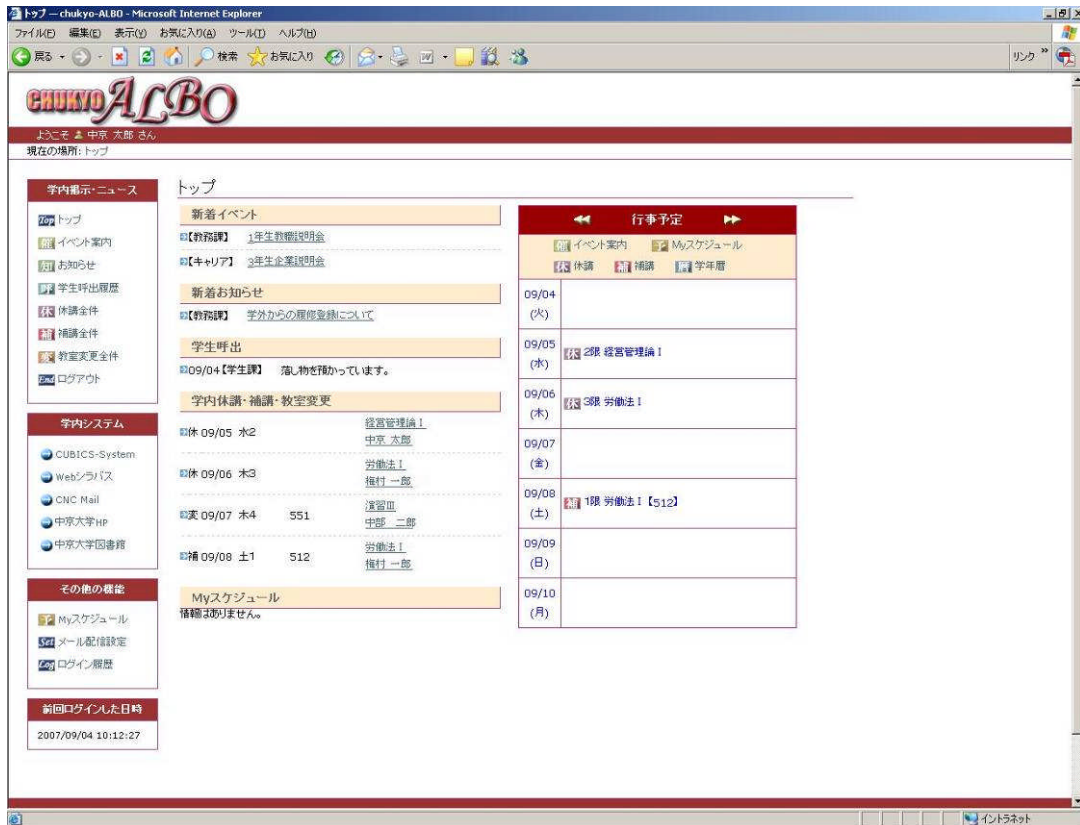 トップ — chukyo-ALBO - Microsoft Internet Explorer
ファイル(F) 編集(E) 表示(V) お気に入り(A) ツール(T) ヘルプ(H)
戻る 検索 お気に入り リンク »
CHUKYO ALBO
ようこそ 中京 太郎 さん
現在の場所: トップ
学内掲示・ニュース
Top トップ
イベント案内
お知らせ
学生呼出履歴
休 休講全件
補 補講全件
教室変更全件
End ログアウト
学内システム
CUBICS-System
Webシラバス
CNC Mail
中京大学HP
中京大学図書館
その他の機能
Myスケジュール
Set メール配信設定
Log ログイン履歴
前回ログインした日時
2007/09/04 10:12:27
トップ
新着イベント
【教務課】 1年生教職説明会
【キャリア】 3年生企業説明会
新着お知らせ
【教務課】 学外からの履修登録について
学生呼出
09/04【学生課】 落し物を預かっています。
学内休講・補講・教室変更
休 09/05 水2 経営管理論Ⅰ
中京 太郎
休 09/06 木3 労働法Ⅰ
梅村 一郎
変 09/07 木4 551 演習Ⅲ
中部 二郎
補 09/08 土1 512 労働法Ⅰ
梅村 一郎
Myスケジュール
情報はありません。
行事予定
イベント案内 Myスケジュール
休 休講 補 補講 学年暦
09/04
(火)
09/05
(水) 休 2限 経営管理論Ⅰ
09/06
(木) 休 3限 労働法Ⅰ
09/07
(金)
09/08
(土) 補 1限 労働法Ⅰ【512】
09/09
(日)
09/10
(月)
イントラネット